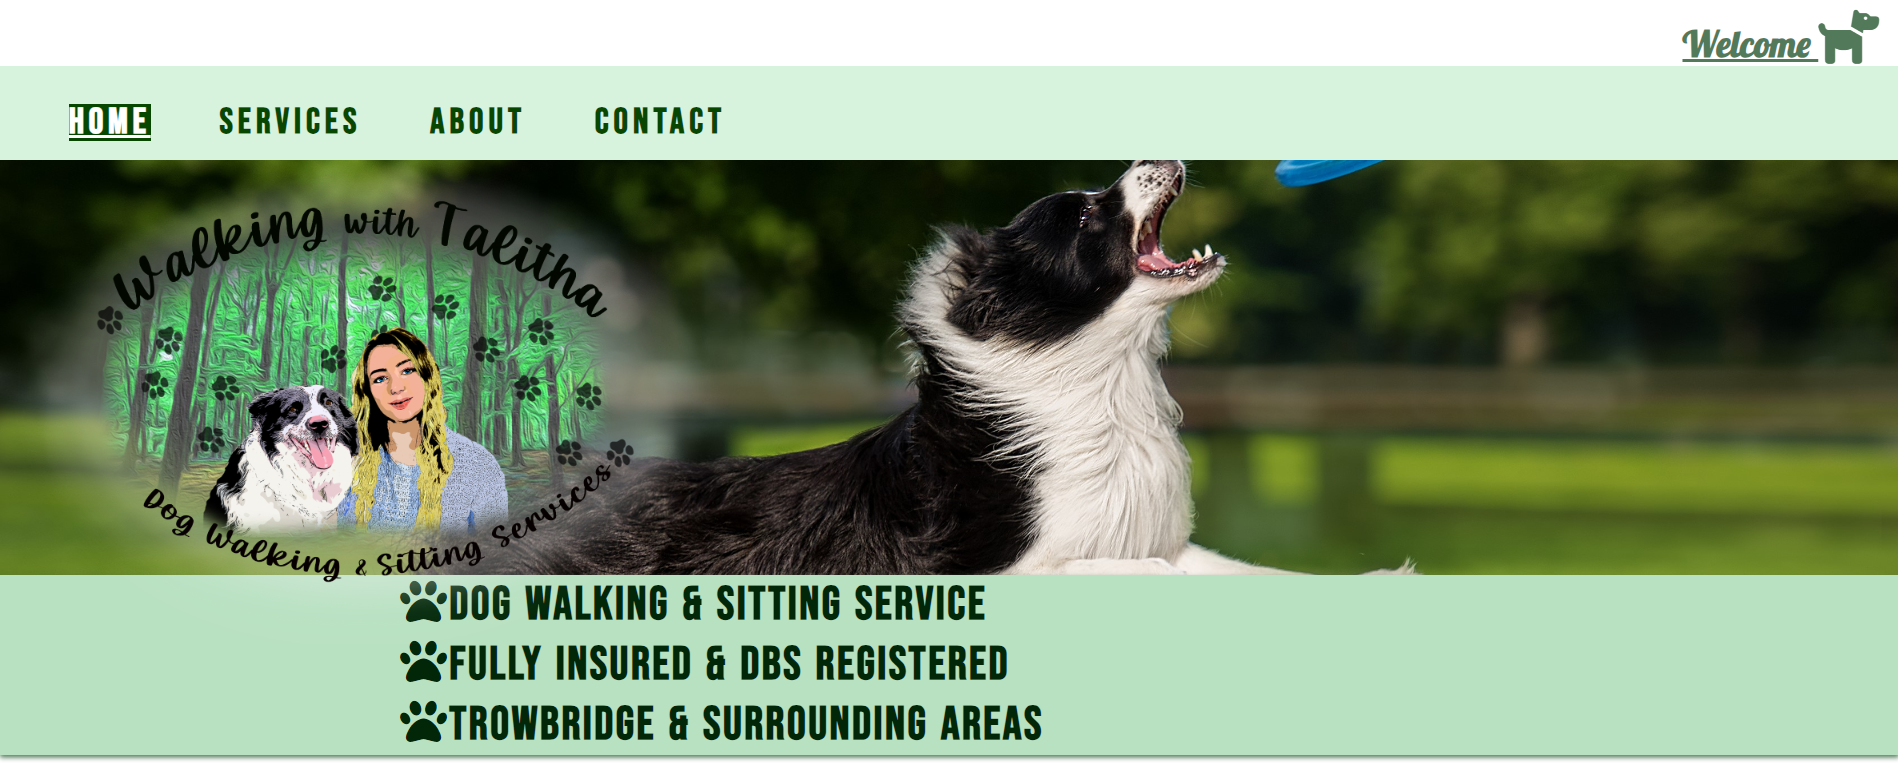 Welcome
HOME SERVICES ABOUT CONTACT
Walking with Talitha
Dog Walking & Sitting Services
DOG WALKING & SITTING SERVICE
FULLY INSURED & DBS REGISTERED
TROWBRIDGE & SURROUNDING AREAS